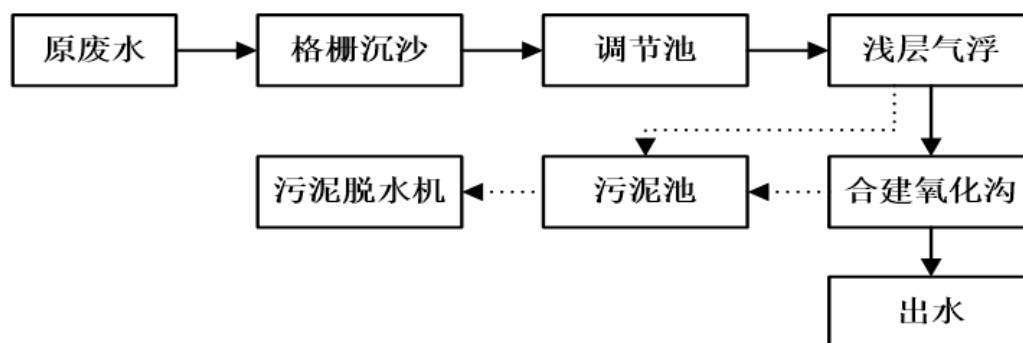 原废水
格栅沉沙
调节池
浅层气浮
污泥脱水机
污泥池
合建氧化沟
出水